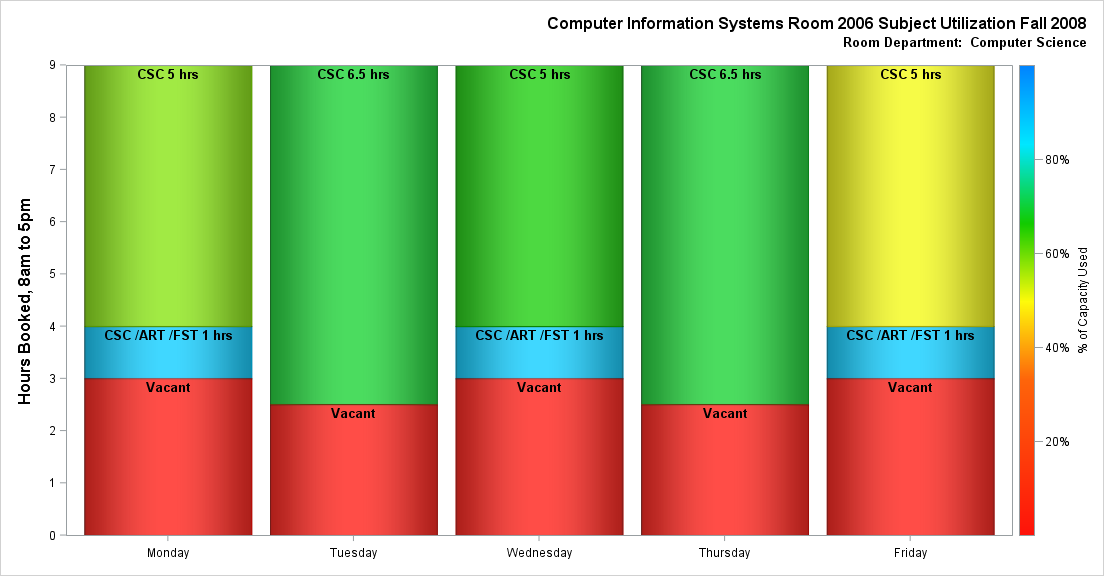 Computer Information Systems Room 2006 Subject Utilization Fall 2008
Room Department:  Computer Science
Hours Booked, 8am to 5pm
9
8
7
6
5
4
3
2
1
0
CSC 5 hrs
CSC 6.5 hrs
CSC 5 hrs
CSC 6.5 hrs
CSC 5 hrs
CSC /ART /FST 1 hrs
CSC /ART /FST 1 hrs
CSC /ART /FST 1 hrs
Vacant
Vacant
Vacant
Vacant
Vacant
Monday
Tuesday
Wednesday
Thursday
Friday
80%
60%
40%
20%
% of Capacity Used